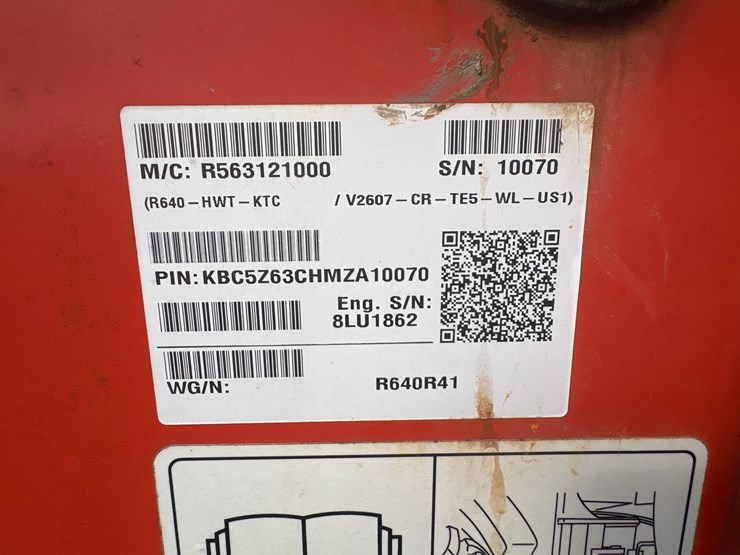 M/C: R563121000 S/N: 10070
(R640-HWT-KTC / V2607-CR-TE5-WL-US1)
PIN: KBC5Z63CHMZA10070
Eng. S/N:
8LU1862
WG/N: R640R41